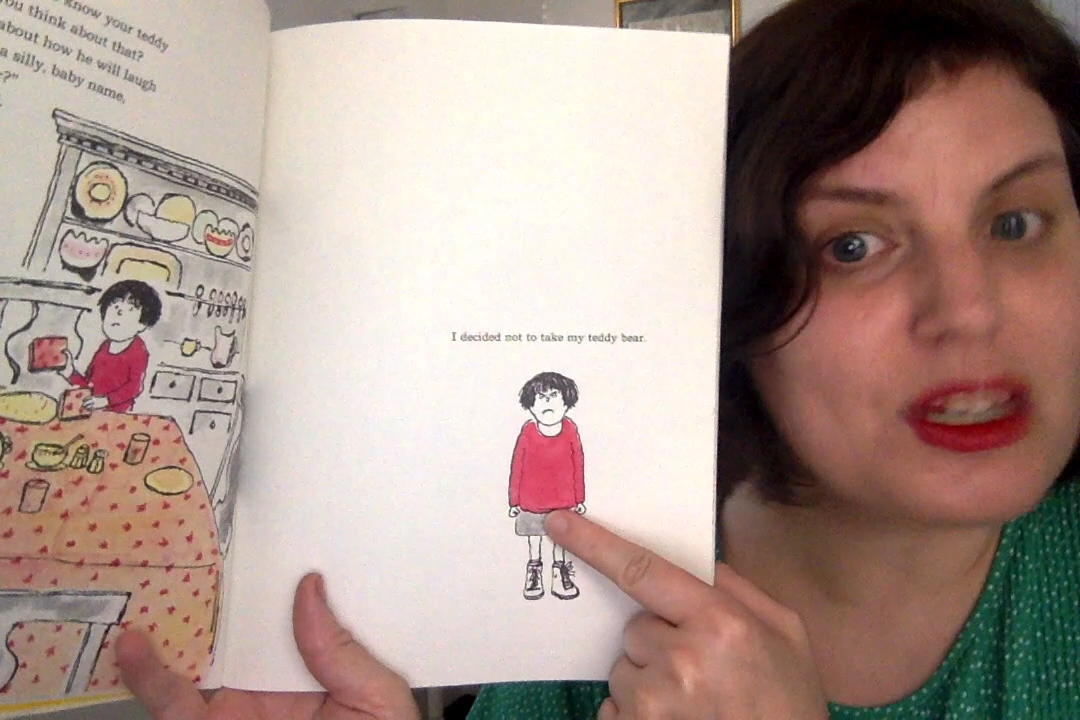 know your teddy
you think about that?
about how he will laugh
a silly, baby name,
?"
I decided not to take my teddy bear.